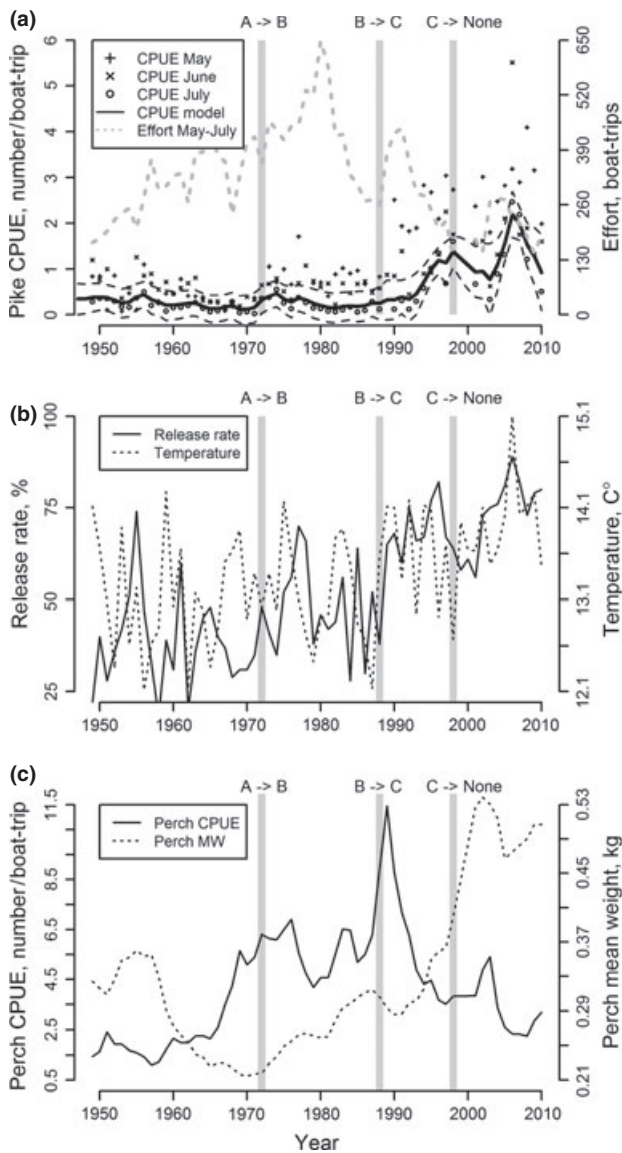 (a)
A -> B
B -> C
C -> None
Pike CPUE, number/boat-trip
6
5
4
3
2
1
0
CPUE May
CPUE June
CPUE July
CPUE model
Effort May-July
650
520
390
260
130
0
Effort, boat-trips
1950
1960
1970
1980
1990
2000
2010
(b)
A -> B
B -> C
C -> None
Release rate, %
100
75
50
25
Release rate
Temperature
15.1
14.1
13.1
12.1
Temperature, C°
1950
1960
1970
1980
1990
2000
2010
(c)
A -> B
B -> C
C -> None
Perch CPUE, number/boat-trip
11.5
8.5
6.5
4.5
2.5
0.5
Perch CPUE
Perch MW
0.53
0.45
0.37
0.29
0.21
Perch mean weight, kg
1950
1960
1970
1980
1990
2000
2010
Year